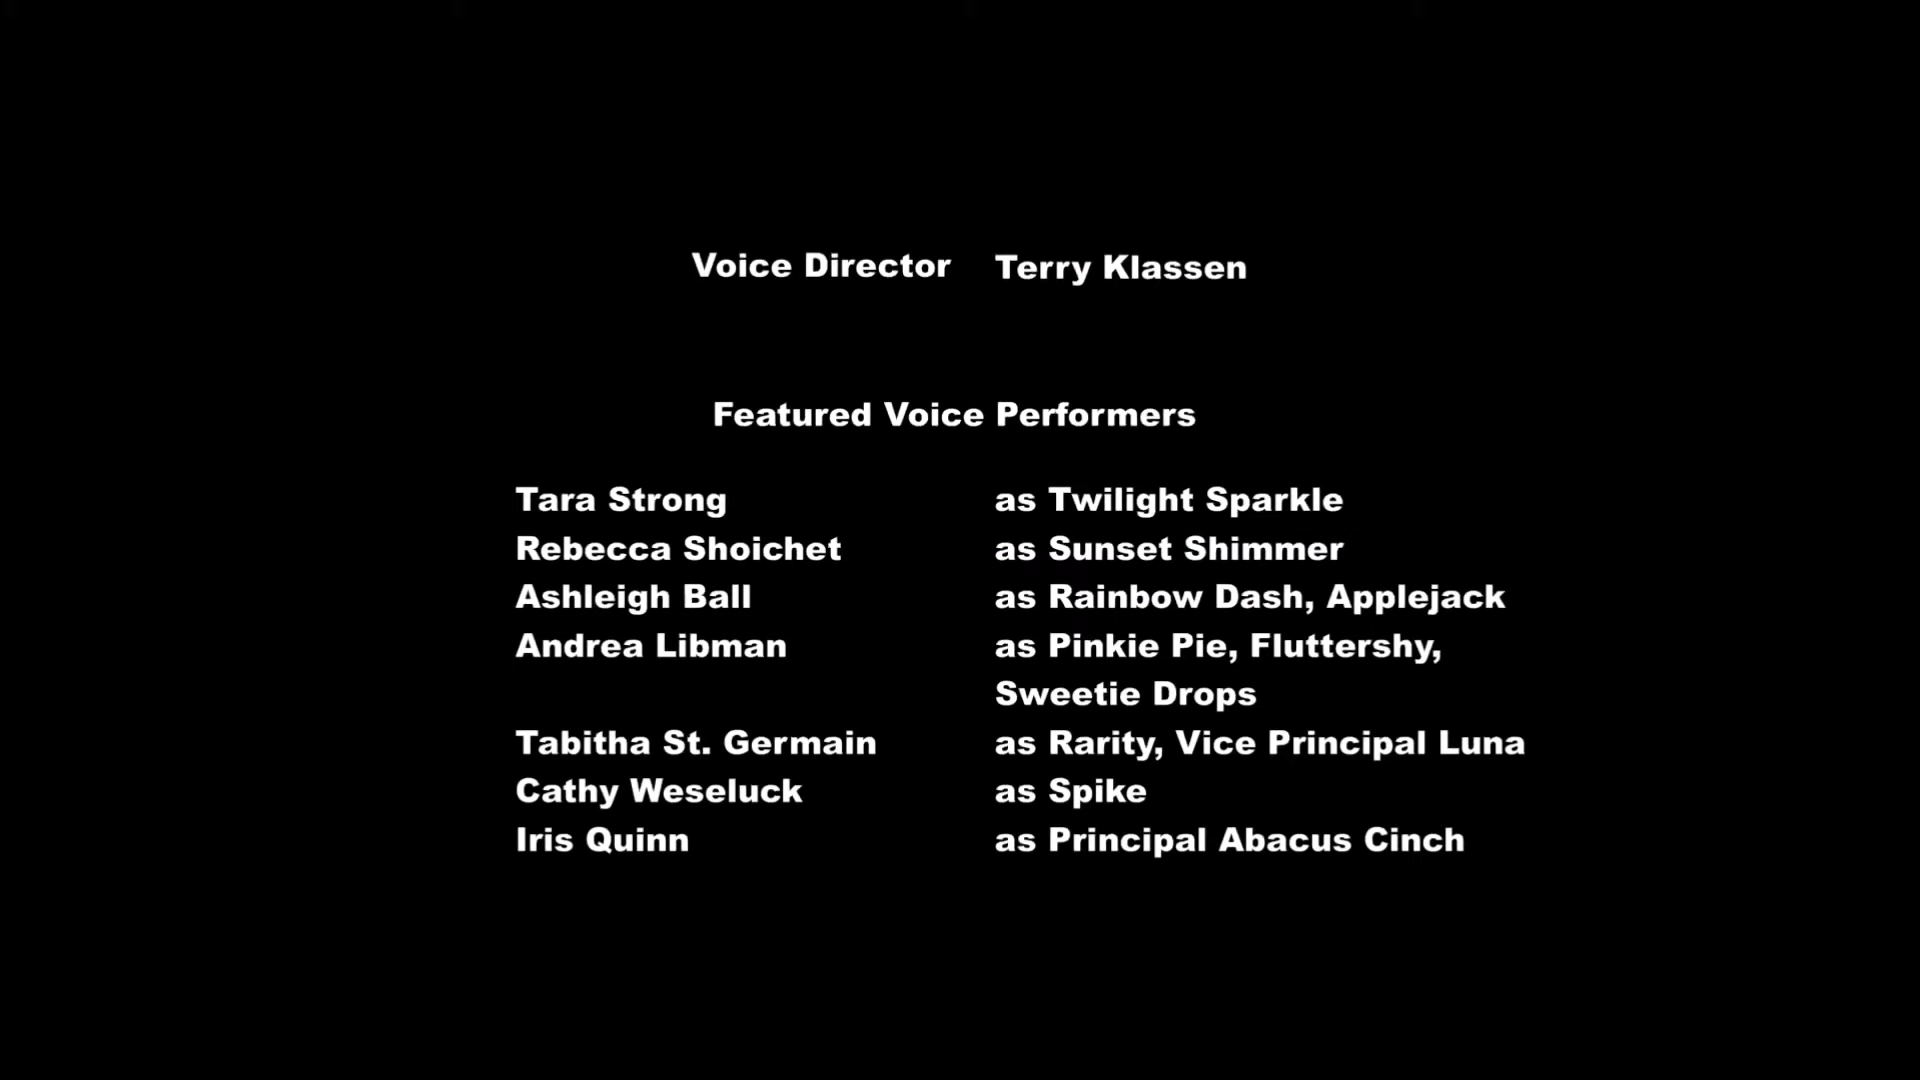 Voice Director Terry Klassen
Featured Voice Performers
Tara Strong as Twilight Sparkle
Rebecca Shoichet as Sunset Shimmer
Ashleigh Ball as Rainbow Dash, Applejack
Andrea Libman as Pinkie Pie, Fluttershy,
Sweetie Drops
Tabitha St. Germain as Rarity, Vice Principal Luna
Cathy Weseluck as Spike
Iris Quinn as Principal Abacus Cinch